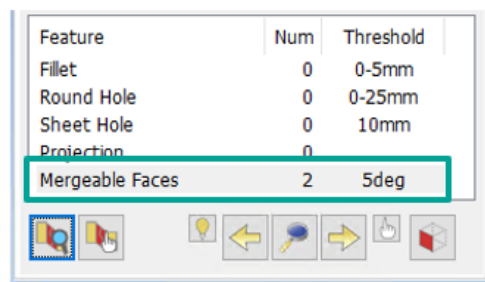 Feature Num Threshold
Fillet 0 0-5mm
Round Hole 0 0-25mm
Sheet Hole 0 10mm
Projection 0
Mergeable Faces 2 5deg